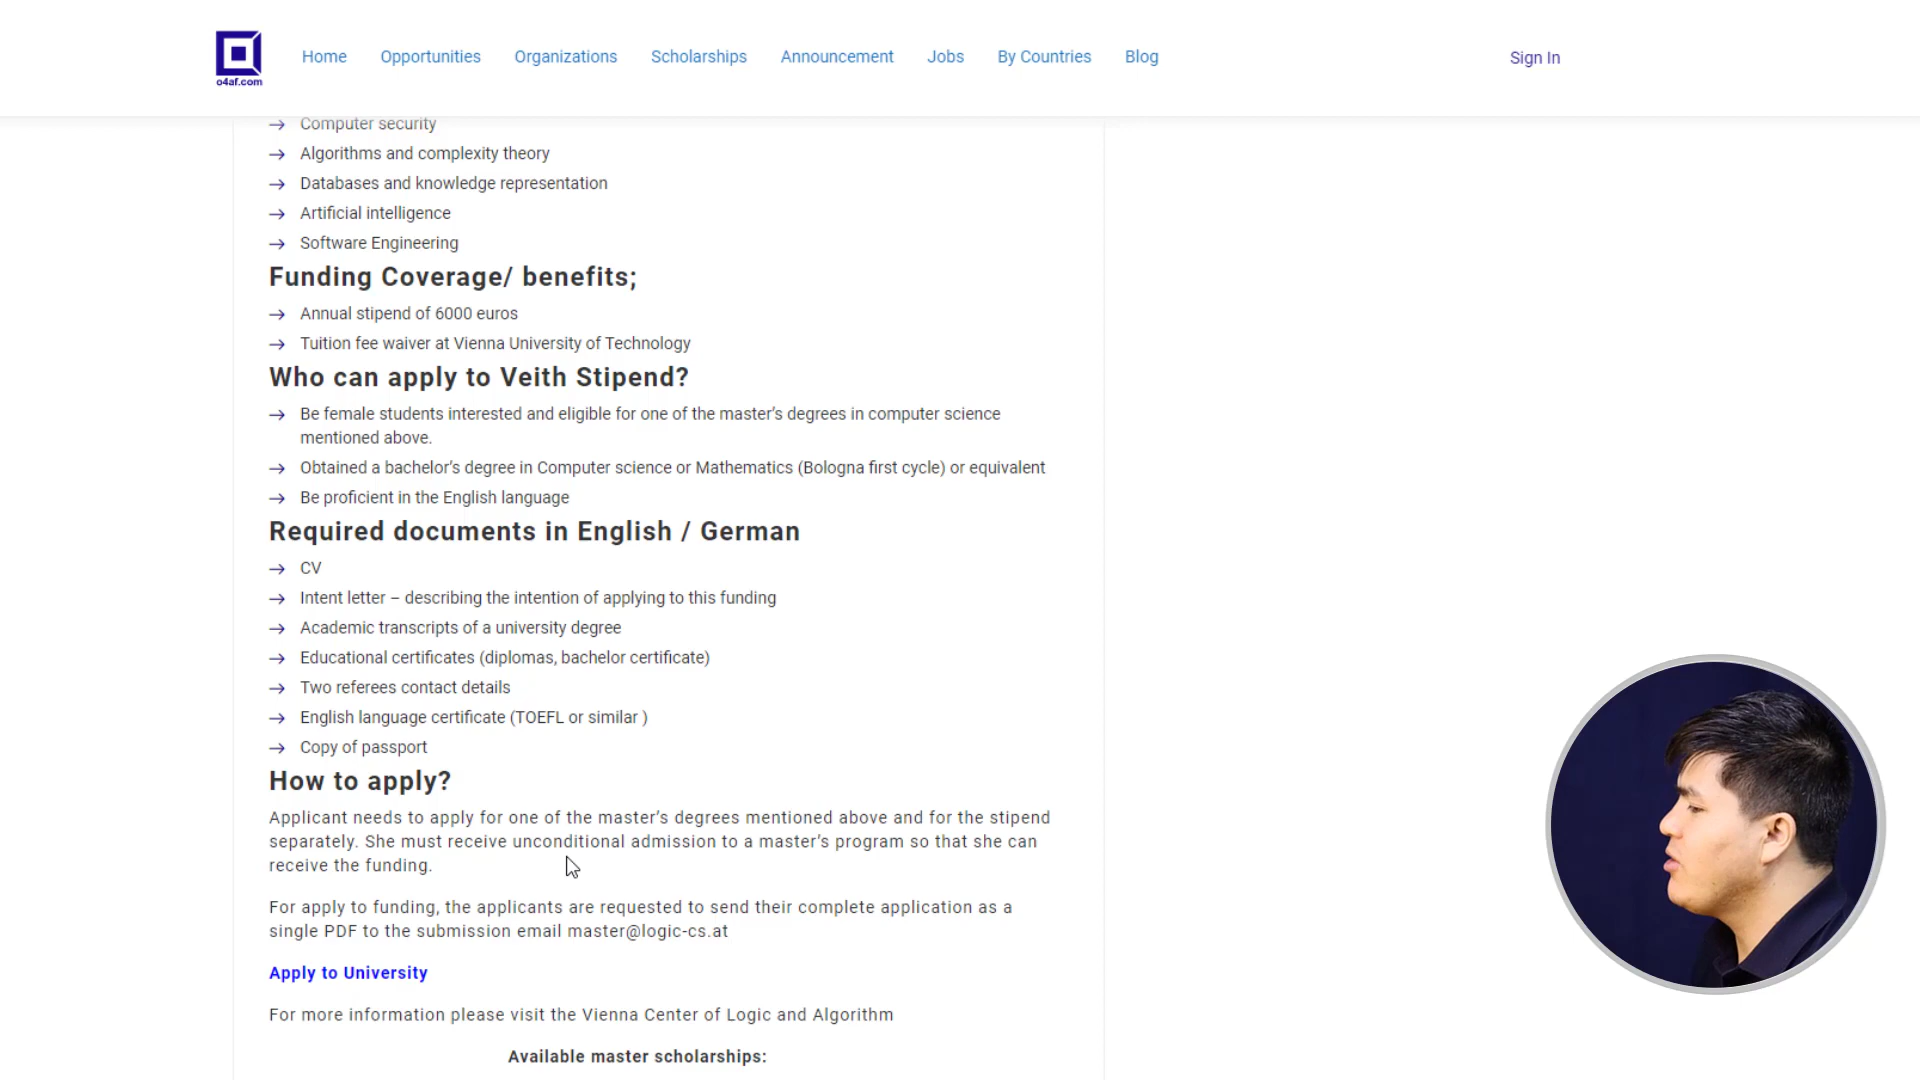 o4af.com
Home Opportunities Organizations Scholarships Announcement Jobs By Countries Blog Sign In
Computer security
Algorithms and complexity theory
Databases and knowledge representation
Artificial intelligence
Software Engineering
Funding Coverage/ benefits;
Annual stipend of 6000 euros
Tuition fee waiver at Vienna University of Technology
Who can apply to Veith Stipend?
Be female students interested and eligible for one of the master’s degrees in computer science
mentioned above.
Obtained a bachelor’s degree in Computer science or Mathematics (Bologna first cycle) or equivalent
Be proficient in the English language
Required documents in English / German
CV
Intent letter – describing the intention of applying to this funding
Academic transcripts of a university degree
Educational certificates (diplomas, bachelor certificate)
Two referees contact details
English language certificate (TOEFL or similar )
Copy of passport
How to apply?
Applicant needs to apply for one of the master’s degrees mentioned above and for the stipend
separately. She must receive unconditional admission to a master’s program so that she can
receive the funding.
For apply to funding, the applicants are requested to send their complete application as a
single PDF to the submission email master@logic-cs.at
Apply to University
For more information please visit the Vienna Center of Logic and Algorithm
Available master scholarships: